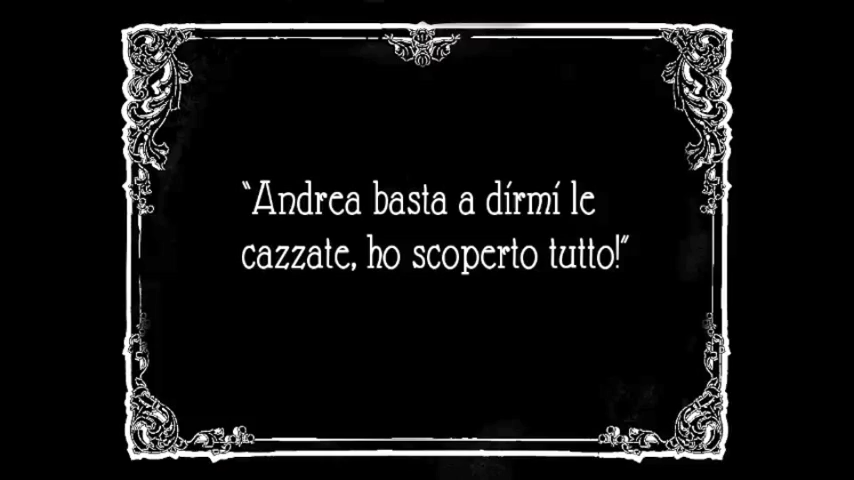 “Andrea basta a dirmi le
cazzate, ho scoperto tutto!”